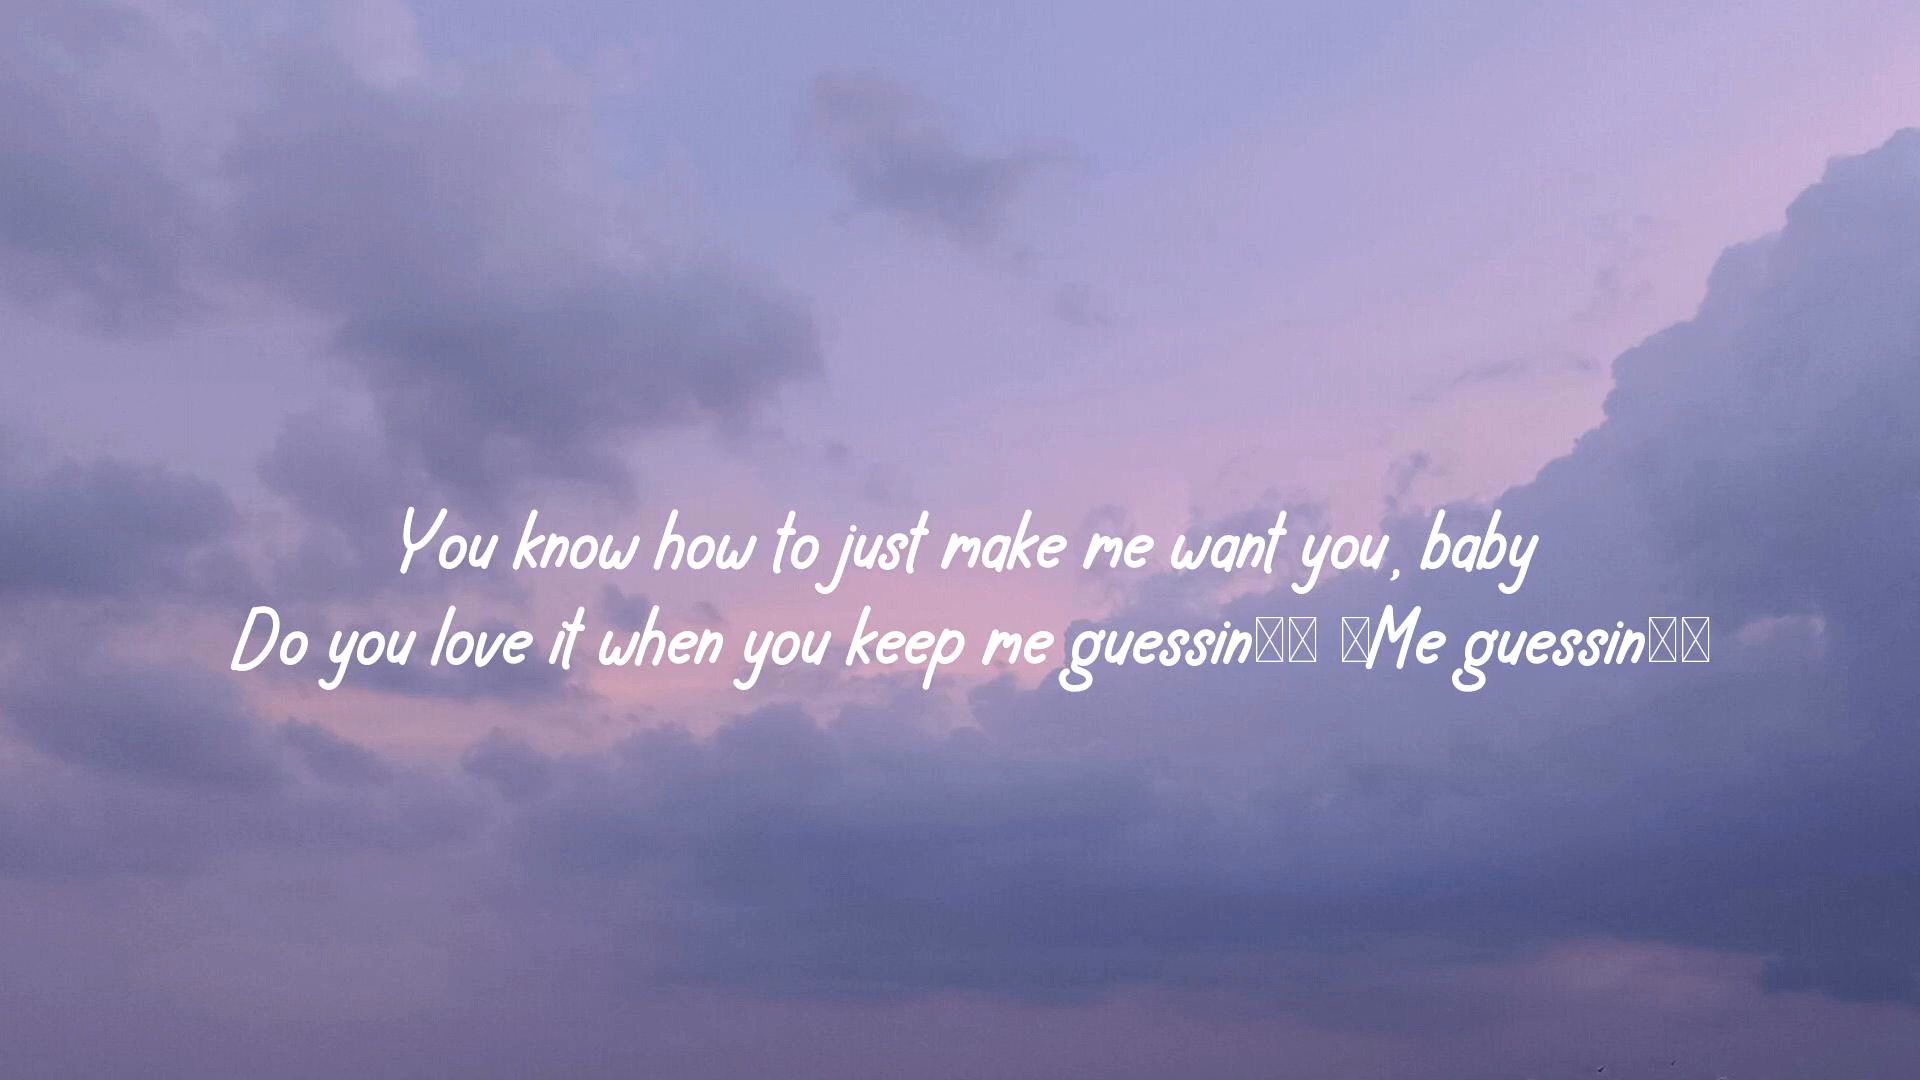 You know how to just make me want you, baby
Do you love it when you keep me guessin▯▯ ▯Me guessin▯▯